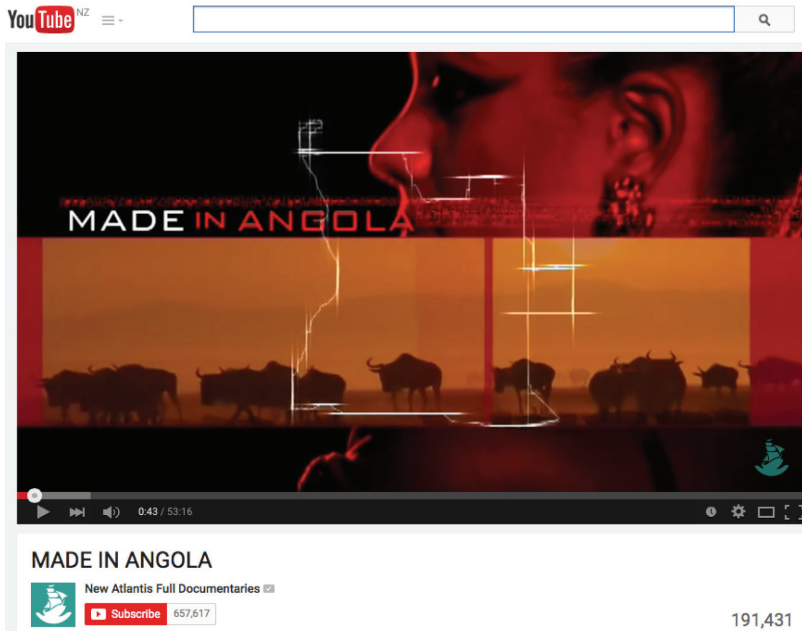 YouTube NZ
MADE IN ANGOLA
0:43 / 53:16
MADE IN ANGOLA
New Atlantis Full Documentaries
Subscribe 657,617
191,431